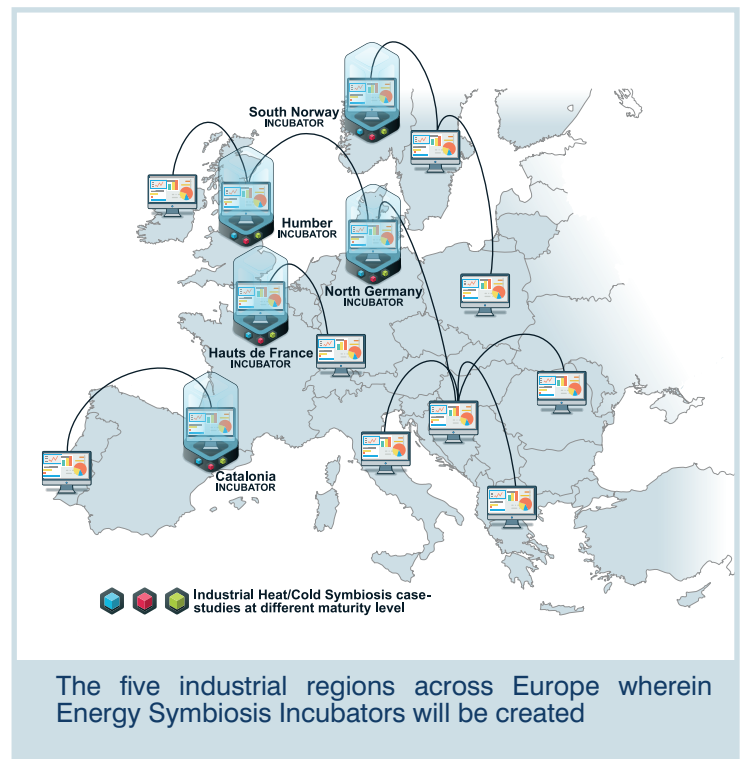 South Norway
INCUBATOR
Humber
INCUBATOR
North Germany
INCUBATOR
Hauts de France
INCUBATOR
Catalonia
INCUBATOR
Industrial Heat/Cold Symbiosis case-
studies at different maturity level
The five industrial regions across Europe wherein
Energy Symbiosis Incubators will be created